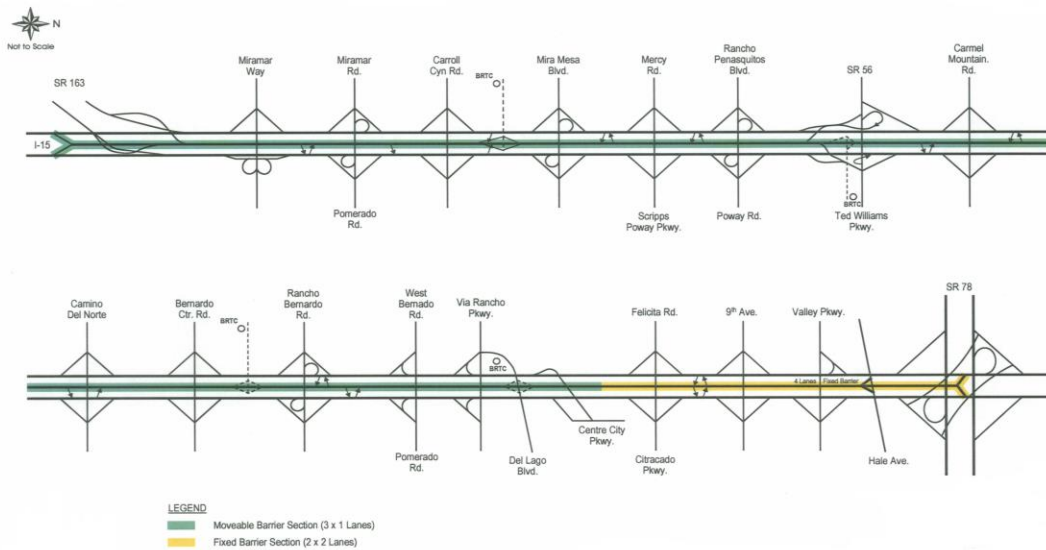 N
Not to Scale
SR 163
Miramar
Way
Miramar
Rd.
Carroll
Cyn Rd.
BRTC
Mira Mesa
Blvd.
Mercy
Rd.
Rancho
Penasquitos
Blvd.
SR 56
Carmel
Mountain.
Rd.
I-15
Pomerado
Rd.
Scripps
Poway Pkwy.
Poway Rd.
BRTC
Ted Williams
Pkwy.
Camino
Del Norte
Bernardo
Ctr. Rd.
BRTC
Rancho
Bernardo
Rd.
West
Bernado
Rd.
Via Rancho
Pkwy.
BRTC
Felicita Rd.
9th Ave.
Valley Pkwy.
SR 78
4 Lanes Fixed Barrier
Pomerado
Rd.
Del Lago
Blvd.
Centre City
Pkwy.
Citracado
Pkwy.
Hale Ave.
LEGEND
Moveable Barrier Section (3 x 1 Lanes)
Fixed Barrier Section (2 x 2 Lanes)